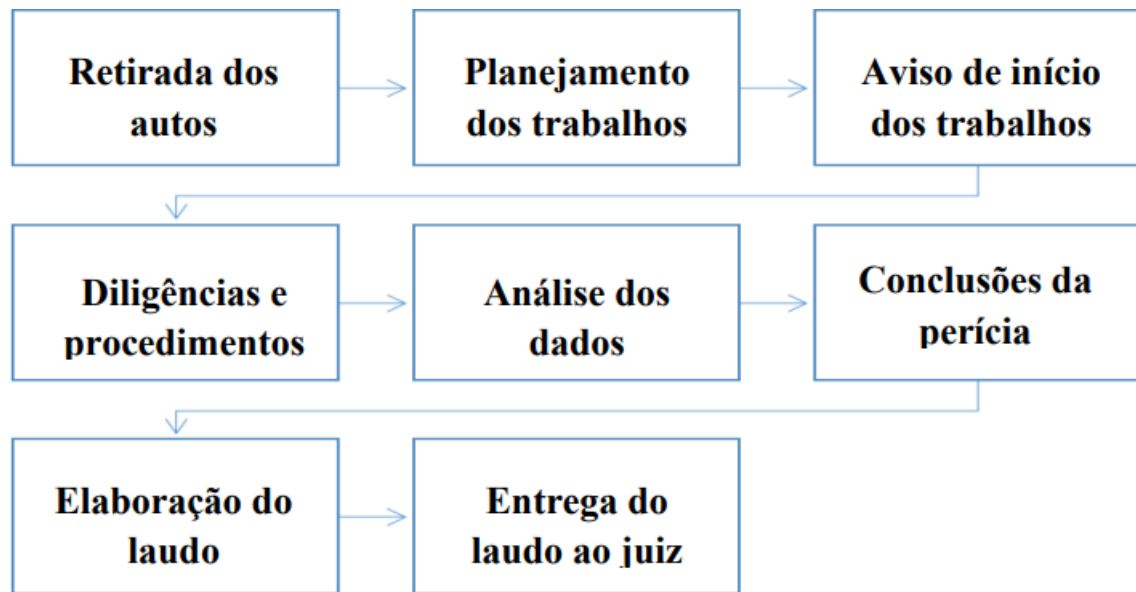 Retirada dos
autos
Planejamento
dos trabalhos
Aviso de início
dos trabalhos
Diligências e
procedimentos
Análise dos
dados
Conclusões da
perícia
Elaboração do
laudo
Entrega do
laudo ao juiz